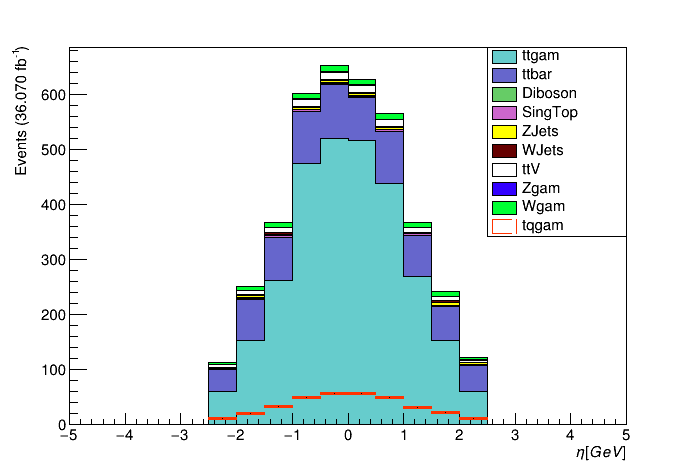 Events (36.070 fb⁻¹)
600
500
400
300
200
100
0
−5 −4 −3 −2 −1 0 1 2 3 4 5
η[GeV]
ttgam
ttbar
Diboson
SingTop
ZJets
WJets
ttV
Zgam
Wgam
tqgam